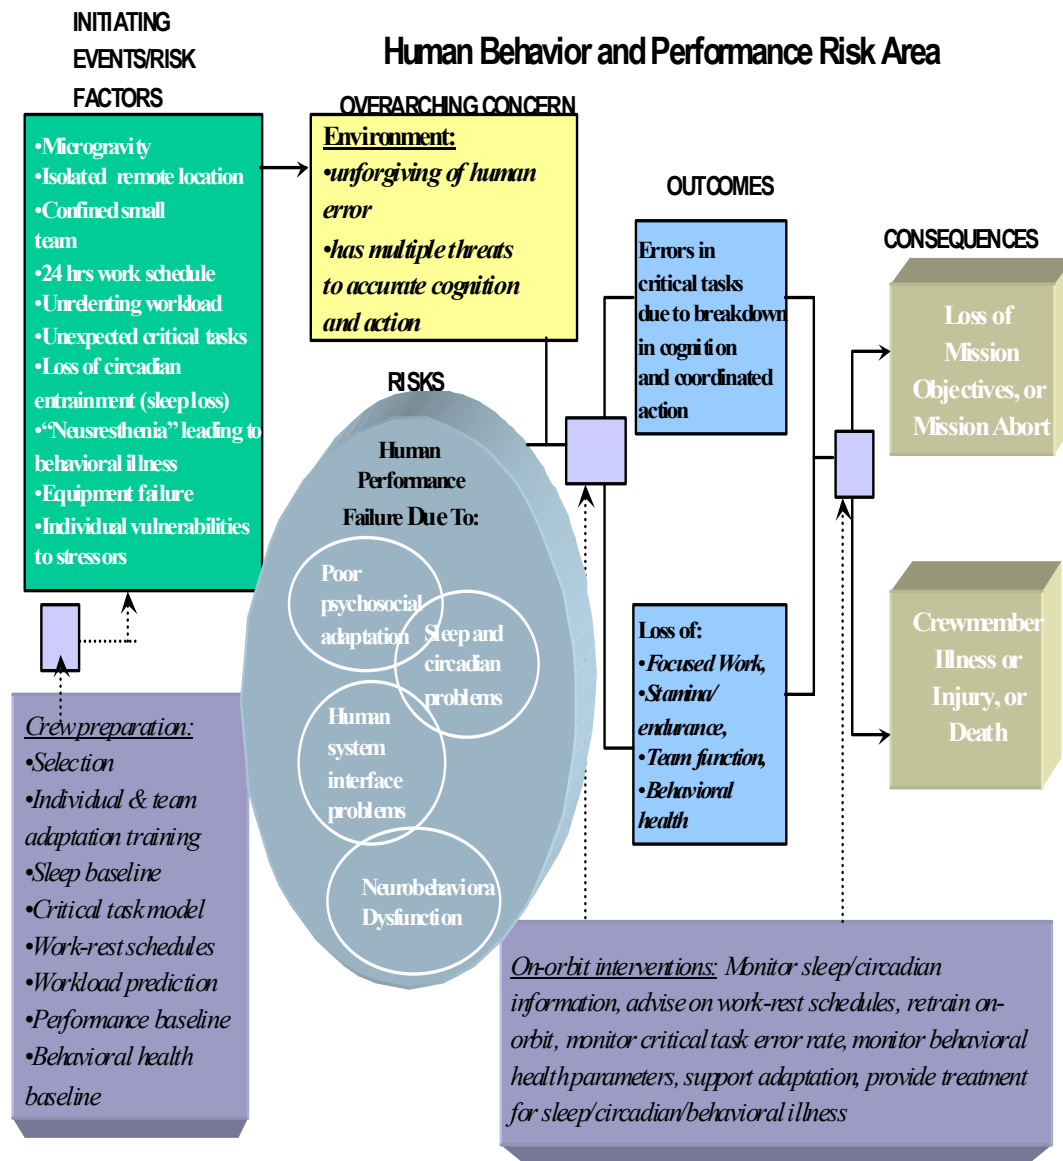 INITIATING
EVENTS/RISK
FACTORS
Human Behavior and Performance Risk Area
•Microgravity
•Isolated remote location
•Confined small
team
•24 hrs work schedule
•Unrelenting workload
•Unexpected critical tasks
•Loss of circadian
entrainment (sleep loss)
•“Neusresthenia” leading to
behavioral illness
•Equipment failure
•Individual vulnerabilities
to stressors
OVERARCHING CONCERN
Environment:
•unforgiving of human
error
•has multiple threats
to accurate cognition
and action
RISKS
Human
Performance
Failure Due To:
Poor
psychosocial
adaptation
Sleep and
circadian
problems
Human
system
interface
problems
Neurobehaviora
Dysfunction
OUTCOMES
Errors in
critical tasks
due to breakdown
in cognition
and coordinated
action
Loss of:
•Focused Work,
•Stamina/
endurance,
•Team function,
•Behavioral
health
CONSEQUENCES
Loss of
Mission
Objectives, or
Mission Abort
Crewmember
Illness or
Injury, or
Death
Crew preparation:
•Selection
•Individual & team
adaptation training
•Sleep baseline
•Critical task model
•Work-rest schedules
•Workload prediction
•Performance baseline
•Behavioral health
baseline
On-orbit interventions: Monitor sleep/circadian
information, advise on work-rest schedules, retrain on-
orbit, monitor critical task error rate, monitor behavioral
health parameters, support adaptation, provide treatment
for sleep/circadian/behavioral illness